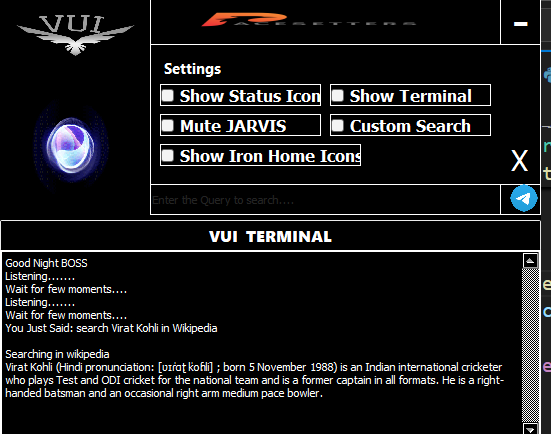 VUI
PACESETTERS
Settings
Show Status Icon
Show Terminal
Mute JARVIS
Custom Search
Show Iron Home Icons
X
Enter the Query to search....
VUI TERMINAL
Good Night BOSS
Listening.......
Wait for few moments....
Listening.......
Wait for few moments....
You Just Said: search Virat Kohli in Wikipedia
Searching in wikipedia
Virat Kohli (Hindi pronunciation: [ʋɪˈɾɑːʈ ˈkoːɦli] ; born 5 November 1988) is an Indian international cricketer
who plays Test and ODI cricket for the national team and is a former captain in all formats. He is a right-
handed batsman and an occasional right arm medium pace bowler.